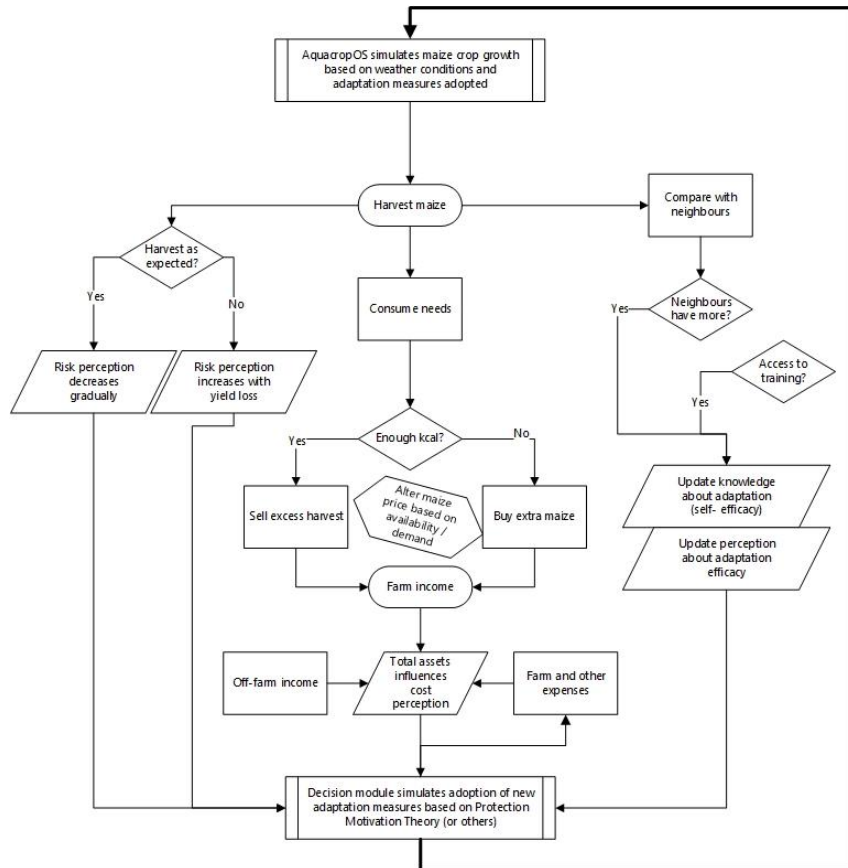 AquacropOS simulates maize crop growth
based on weather conditions and
adaptation measures adopted
Harvest maize
Compare with
neighbours
Harvest as
expected?
Yes
No
Consume needs
Neighbours
have more?
Yes
Risk perception
decreases
gradually
Risk perception
increases with
yield loss
Access to
training?
Yes
Enough kcal?
Yes
No
Sell excess harvest
Alter maize
price based on
availability /
demand
Buy extra maize
Update knowledge
about adaptation
(self- efficacy)
Update perception
about adaptation
efficacy
Farm income
Off-farm income
Total assets
influences
cost
perception
Farm and other
expenses
Decision module simulates adoption of new
adaptation measures based on Protection
Motivation Theory (or others)